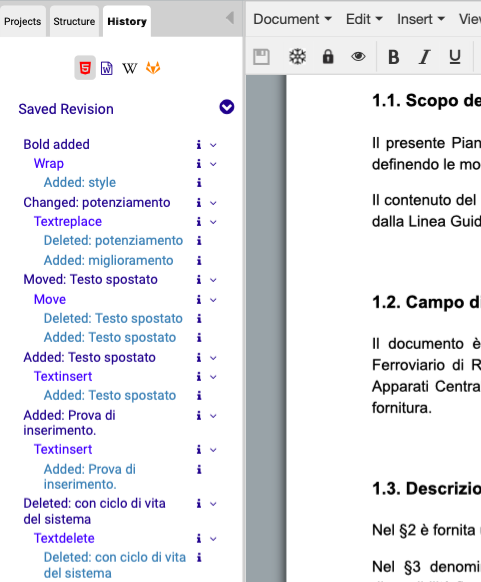 Projects
Structure
History
Document
Edit
Insert
B
I
U
Saved Revision
Bold added
Wrap
Added: style
Changed: potenziamento
Textreplace
Deleted: potenziamento
Added: miglioramento
Moved: Testo spostato
Move
Deleted: Testo spostato
Added: Testo spostato
Added: Testo spostato
Textinsert
Added: Testo spostato
Added: Prova di
inserimento.
Textinsert
Added: Prova di
inserimento.
Deleted: con ciclo di vita
del sistema
Textdelete
Deleted: con ciclo di vita
del sistema
1.1. Scopo de
Il presente Pian
definendo le mo
Il contenuto del
dalla Linea Guid
1.2. Campo d
Il documento è
Ferroviario di R
Apparati Centra
fornitura.
1.3. Descrizio
Nel §2 è fornita
Nel §3 denomi